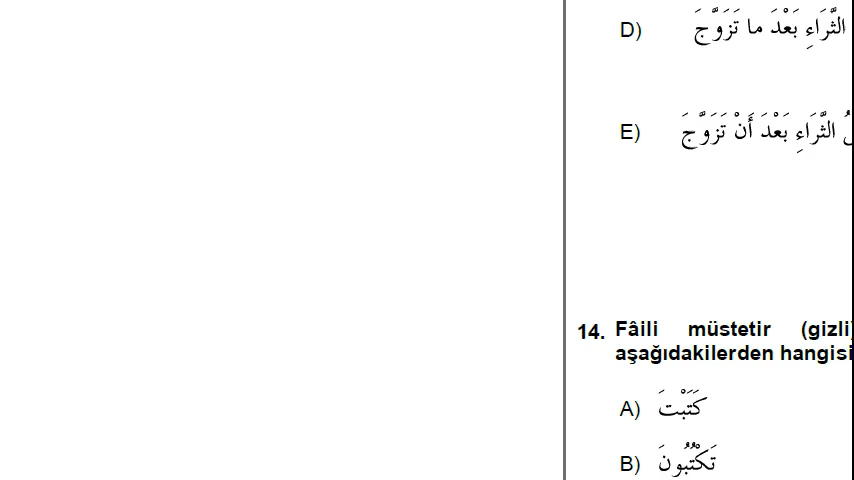 D) الثَّرَاءِ بَعْدَ ما تَزَوَّجَ
E) الثَّرَاءِ بَعْدَ أَنْ تَزَوَّجَ
14. Fâili müstetir (gizli)
aşağıdakilerden hangisi
A) كَتَبْتَ
B) تَكْتُبُونَ